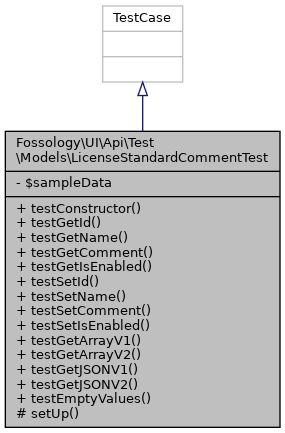 TestCase
Fossology\UI\Api\Test
\Models\LicenseStandardCommentTest
- $sampleData
+ testConstructor()
+ testGetId()
+ testGetName()
+ testGetComment()
+ testGetIsEnabled()
+ testSetId()
+ testSetName()
+ testSetComment()
+ testSetIsEnabled()
+ testGetArrayV1()
+ testGetArrayV2()
+ testGetJSONV1()
+ testGetJSONV2()
+ testEmptyValues()
# setUp()